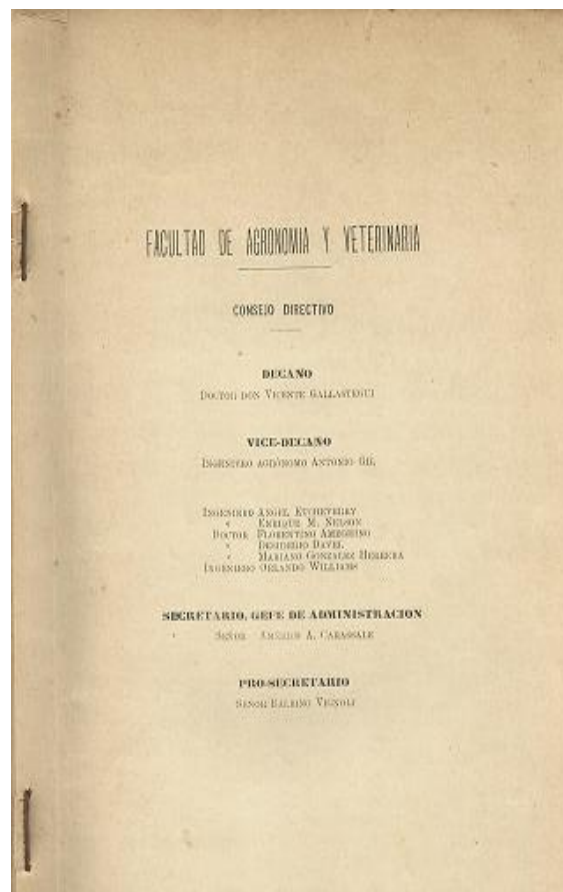 FACULTAD DE AGRONOMIA Y VETERINARIA
CONSEJO DIRECTIVO
DECANO
DOCTOR DON VICENTE GALLASTEGUI
VICE-DECANO
INGENIERO AGRÓNOMO ANTONIO GIL
INGENIERO ANGEL ETCHEVERRY
« ENRIQUE M. NELSON
DOCTOR FLORENTINO AMEGHINO
« DESIDERIO DAVEL
« MARIANO GONZALEZ HERRERA
INGENIERO ORLANDO WILLIAMS
SECRETARIO, GEFE DE ADMINISTRACION
SEÑOR AMÉRICO A. CARASSALE
PRO-SECRETARIO
SEÑOR BALBINO VIGNOLI